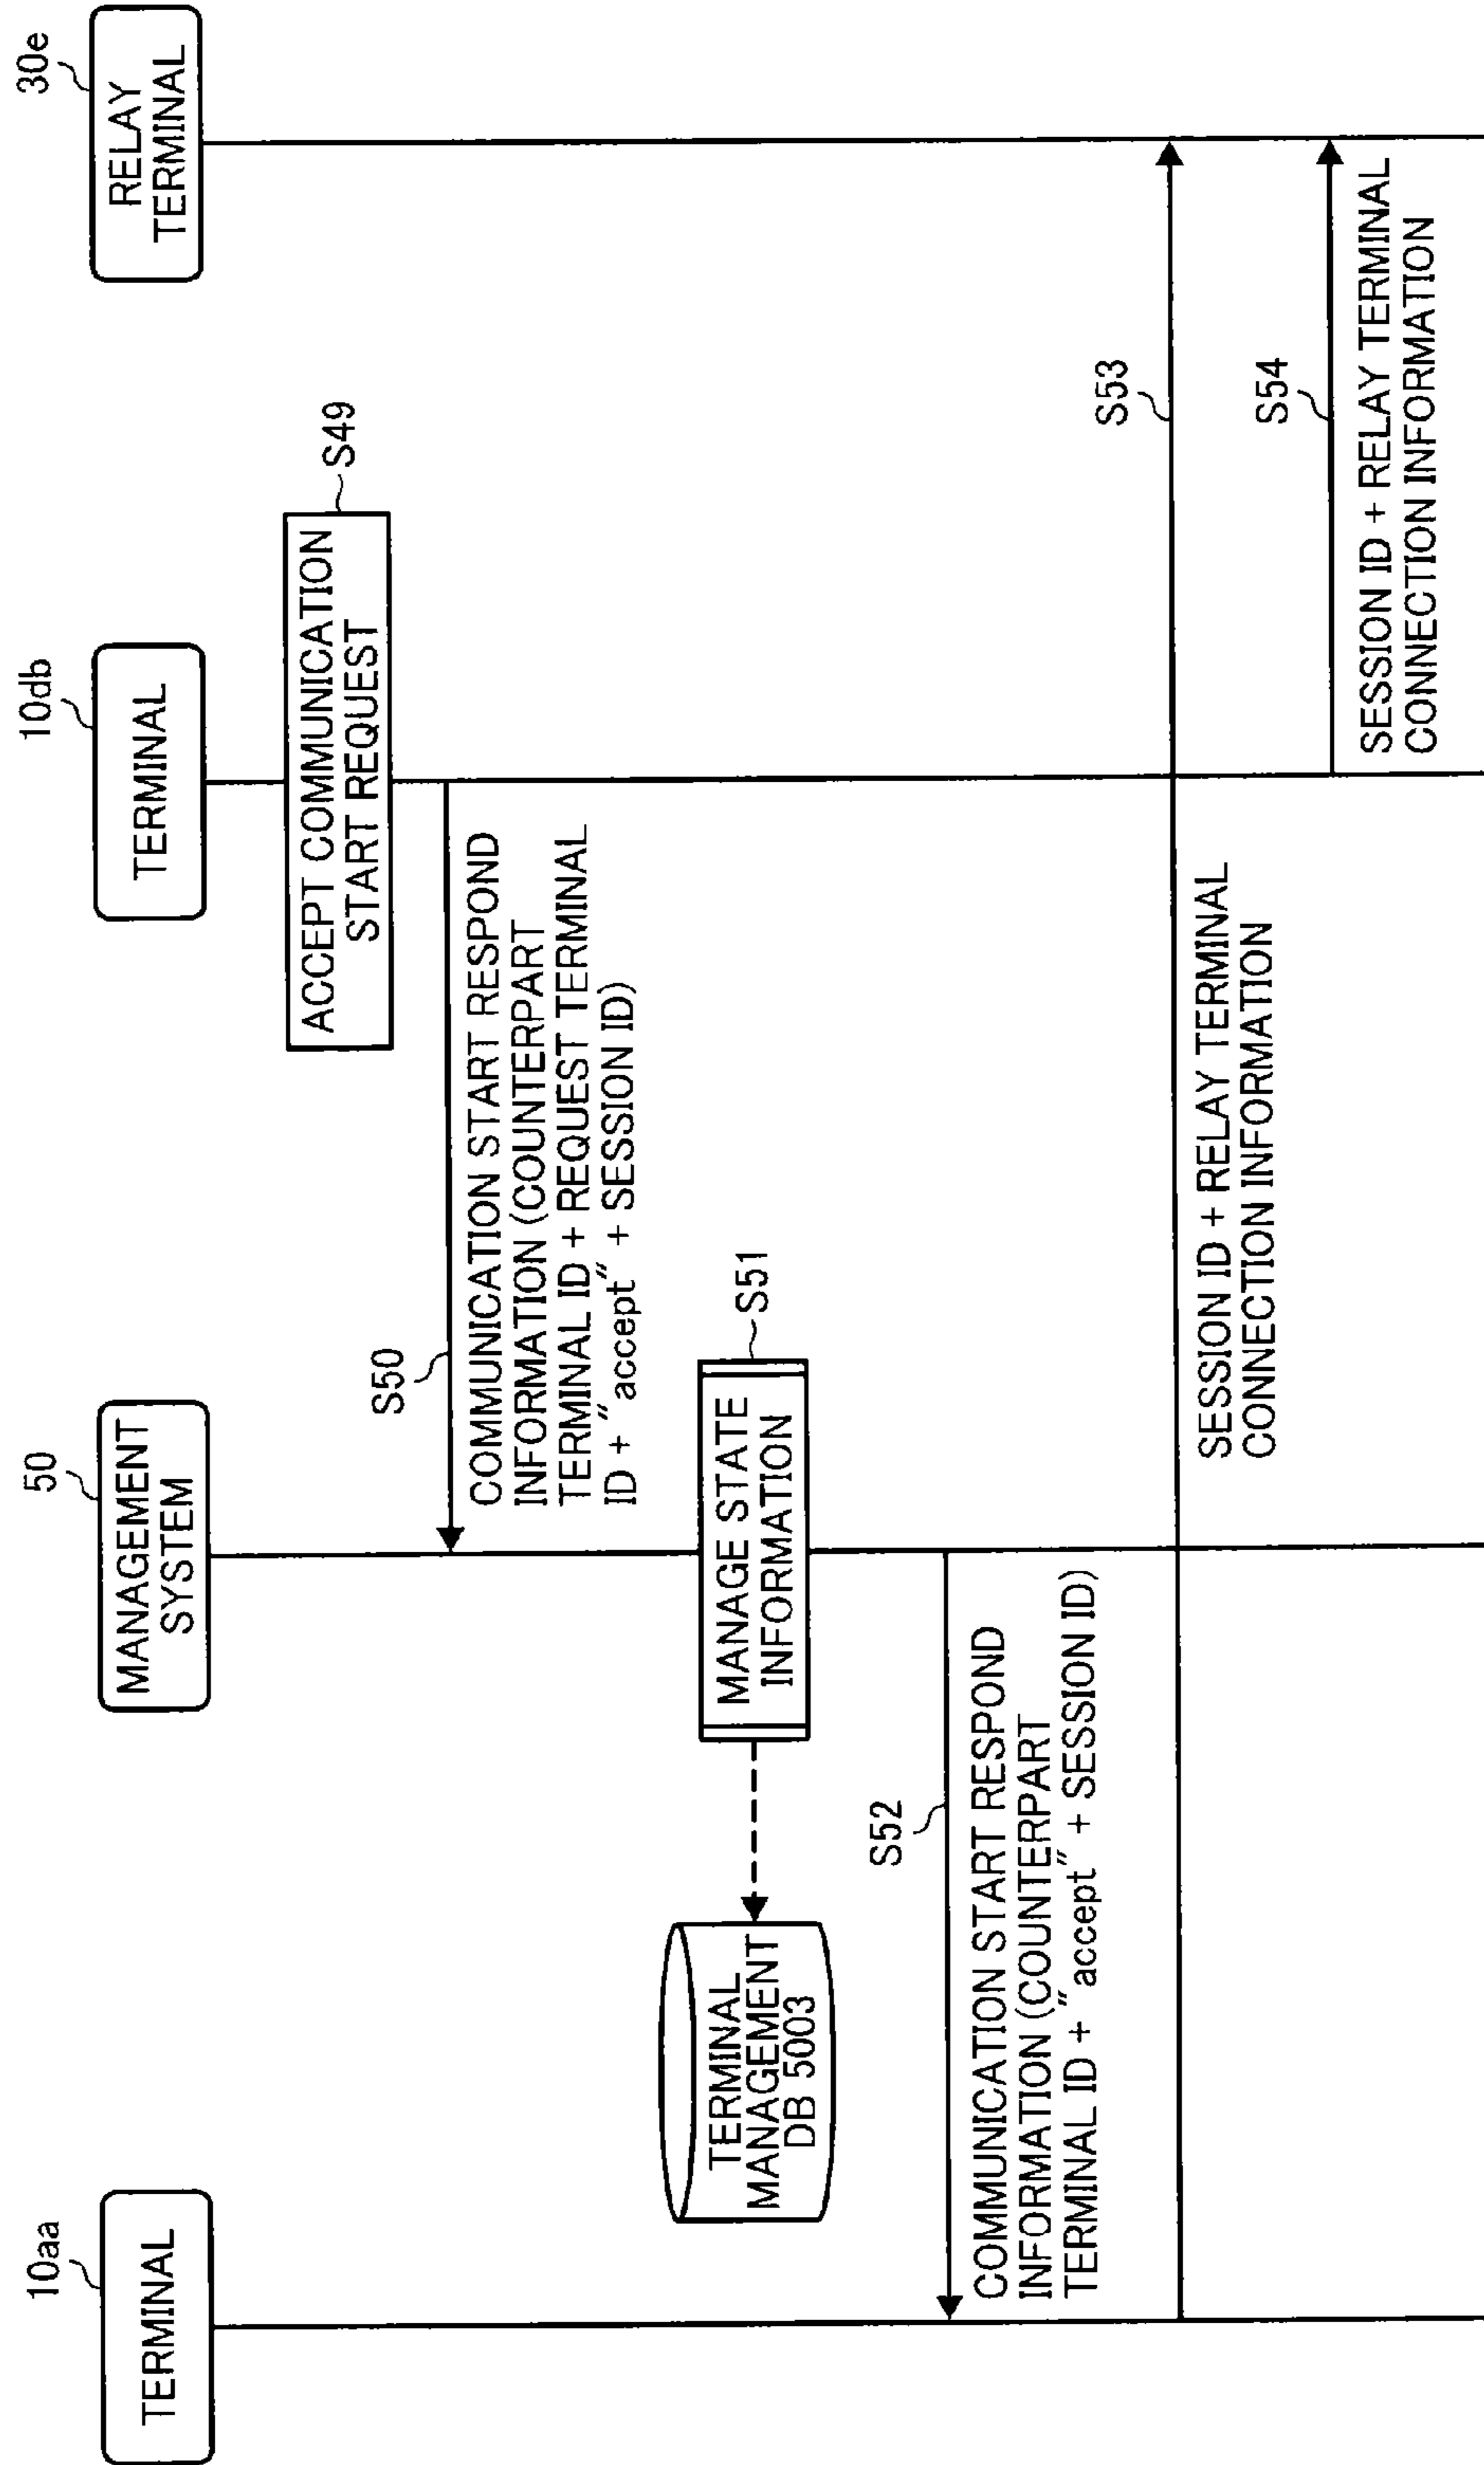 10aa
TERMINAL
50
MANAGEMENT
SYSTEM
10db
TERMINAL
30e
RELAY
TERMINAL
ACCEPT COMMUNICATION
START REQUEST
S49
S50
COMMUNICATION START RESPOND
INFORMATION (COUNTERPART
TERMINAL ID + REQUEST TERMINAL
ID + "accept" + SESSION ID)
TERMINAL
MANAGEMENT
DB 5003
MANAGE STATE
INFORMATION
S51
S52
COMMUNICATION START RESPOND
INFORMATION (COUNTERPART
TERMINAL ID + "accept" + SESSION ID)
S53
SESSION ID + RELAY TERMINAL
CONNECTION INFORMATION
S54
SESSION ID + RELAY TERMINAL
CONNECTION INFORMATION